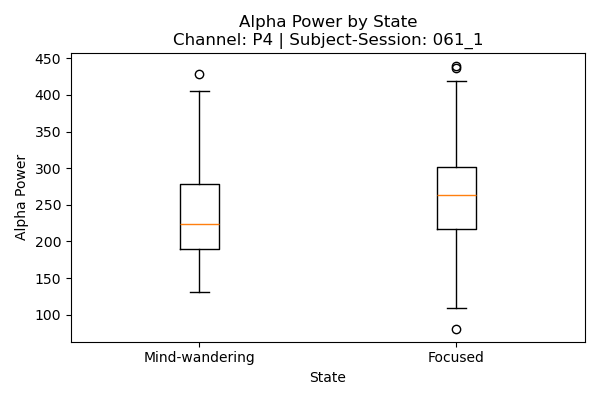 Alpha Power by State
Channel: P4 | Subject-Session: 061_1
450
400
350
300
250
200
150
100
Alpha Power
Mind-wandering
Focused
State